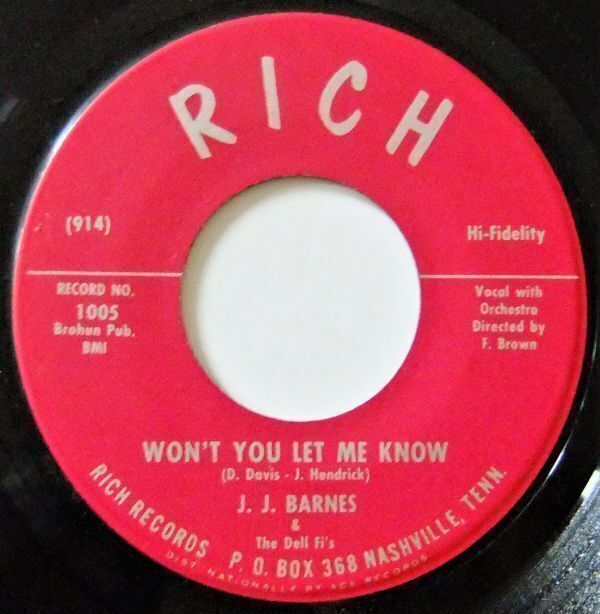 RICH
(914)
Hi-Fidelity
RECORD NO.
1005
Brohun Pub.
BMI
Vocal with
Orchestra
Directed by
F. Brown
WON'T YOU LET ME KNOW
(D. Davis - J. Hendrick)
J. J. BARNES
&
The Dell Fi's
RICH RECORDS P. O. BOX 368 NASHVILLE, TENN.
DIST. NATIONALLY BY ACI RECORDS